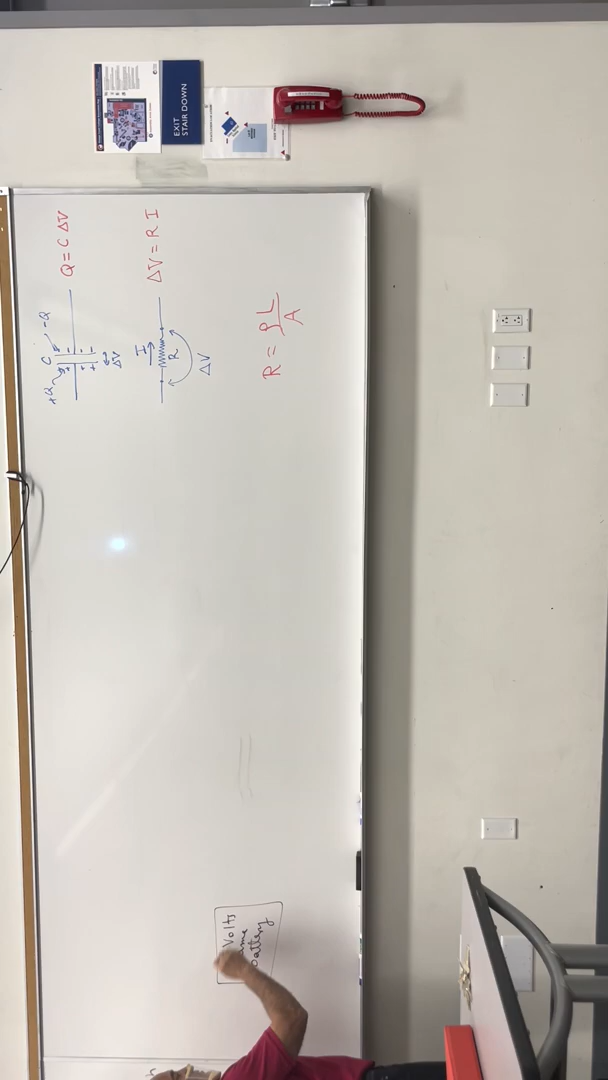 EXIT
STAIR DOWN
+Q
C
-Q
+ -
+ -
+ -
ΔV
Q = C ΔV
I
R
ΔV
ΔV = R I
R = ρL/A
Volts
battery